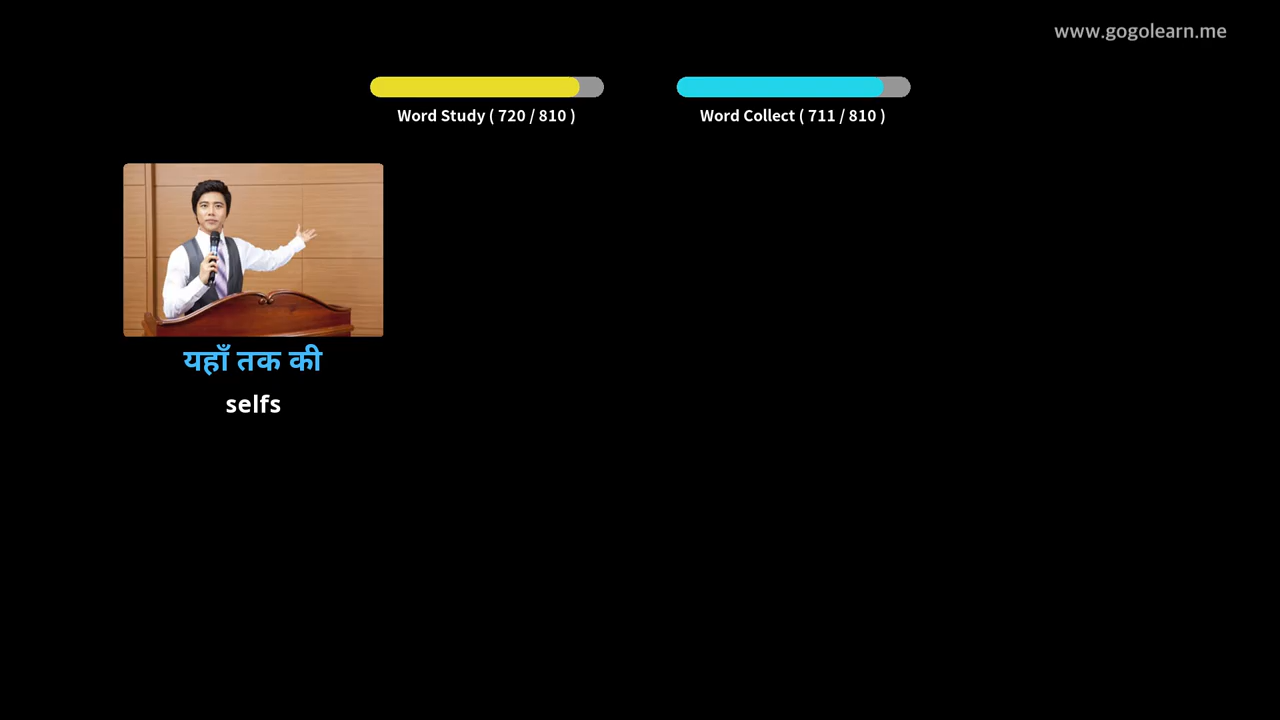 www.gogolearn.me
Word Study ( 720 / 810 )
Word Collect ( 711 / 810 )
यहाँ तक की
selfs